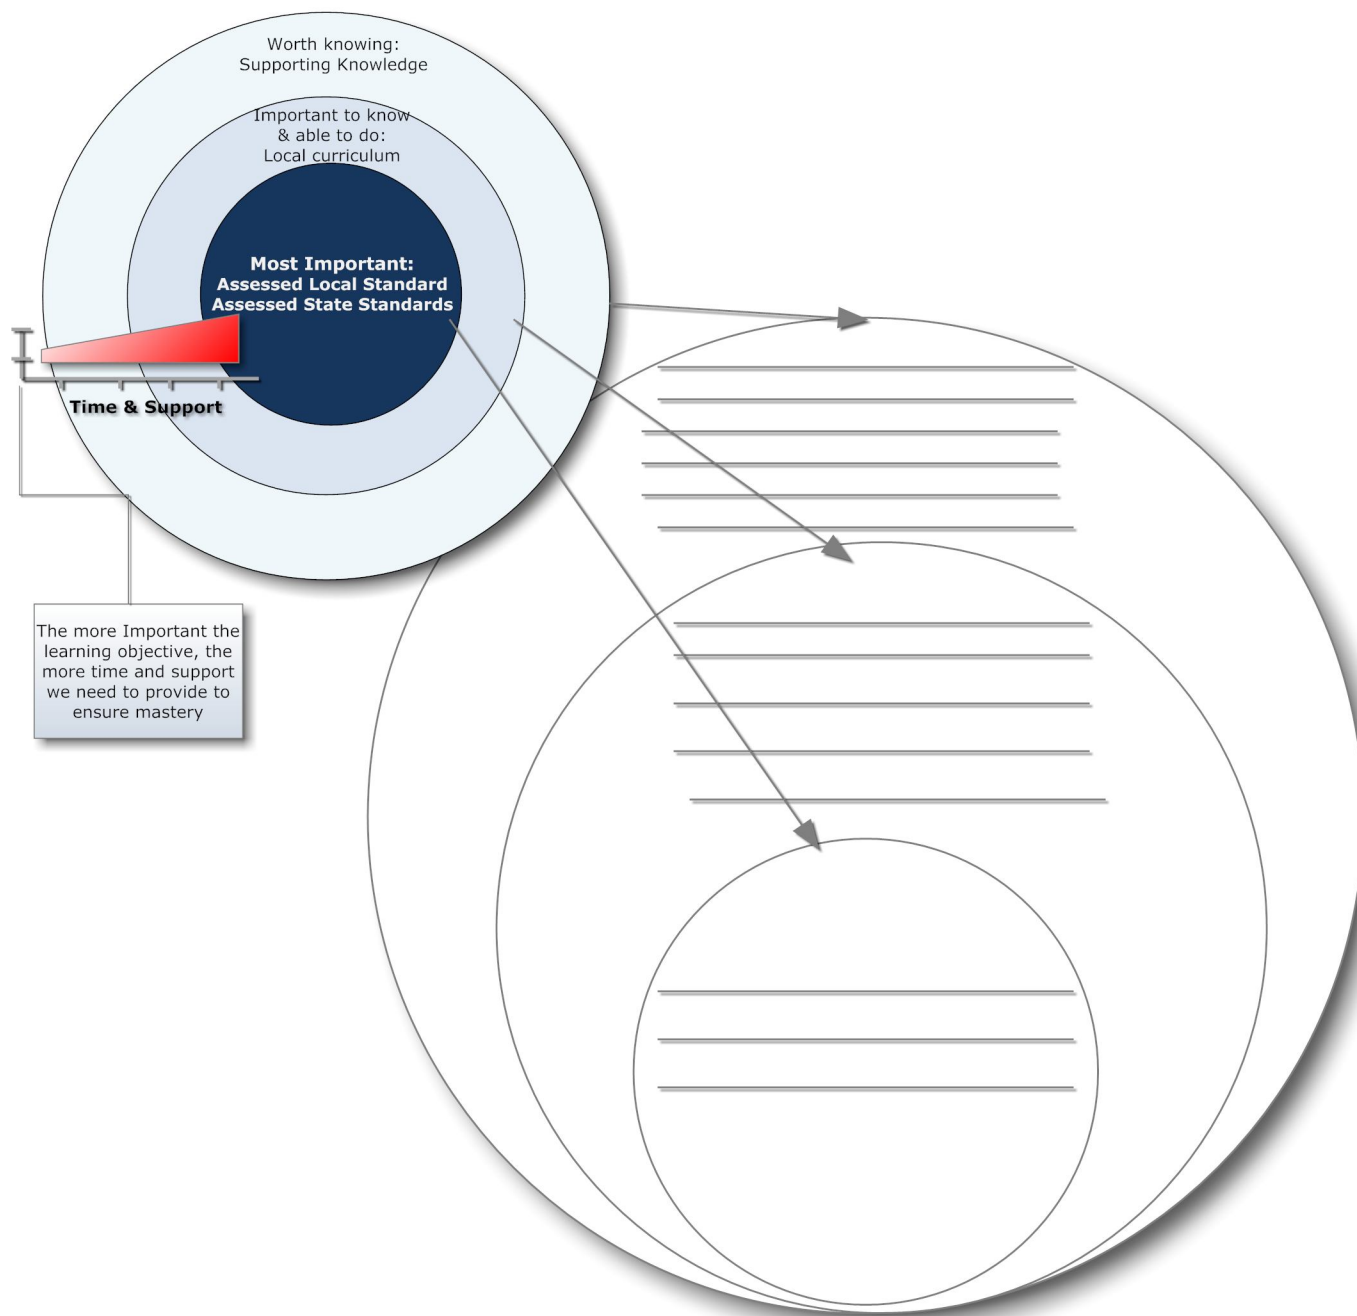 Worth knowing:
Supporting Knowledge
Important to know
& able to do:
Local curriculum
Most Important:
Assessed Local Standard
Assessed State Standards
Time & Support
The more Important the
learning objective, the
more time and support
we need to provide to
ensure mastery